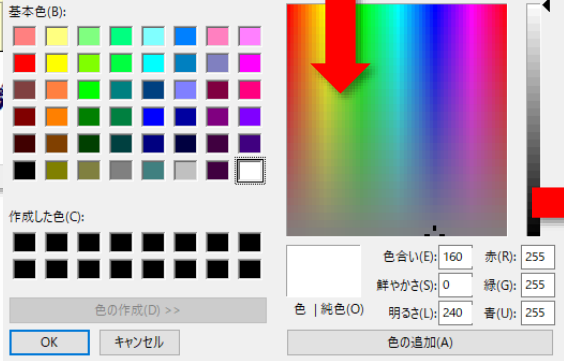 基本色(B):
作成した色(C):
色の作成(D) >>
OK
キャンセル
色 | 純色(O)
色合い(E): 160
赤(R): 255
鮮やかさ(S): 0
緑(G): 255
明るさ(L): 240
青(U): 255
色の追加(A)